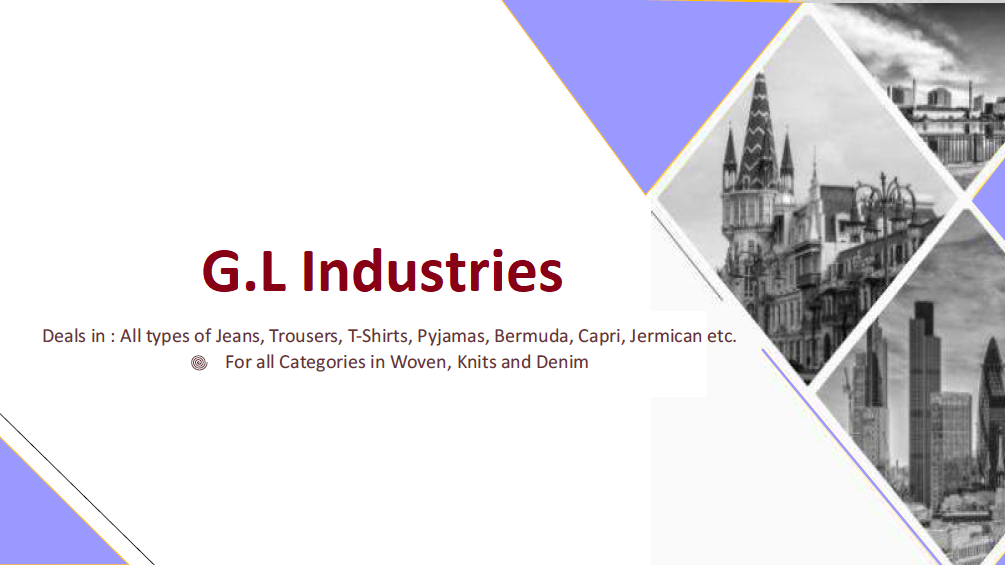 G.L Industries
Deals in : All types of Jeans, Trousers, T-Shirts, Pyjamas, Bermuda, Capri, Jermican etc.
For all Categories in Woven, Knits and Denim